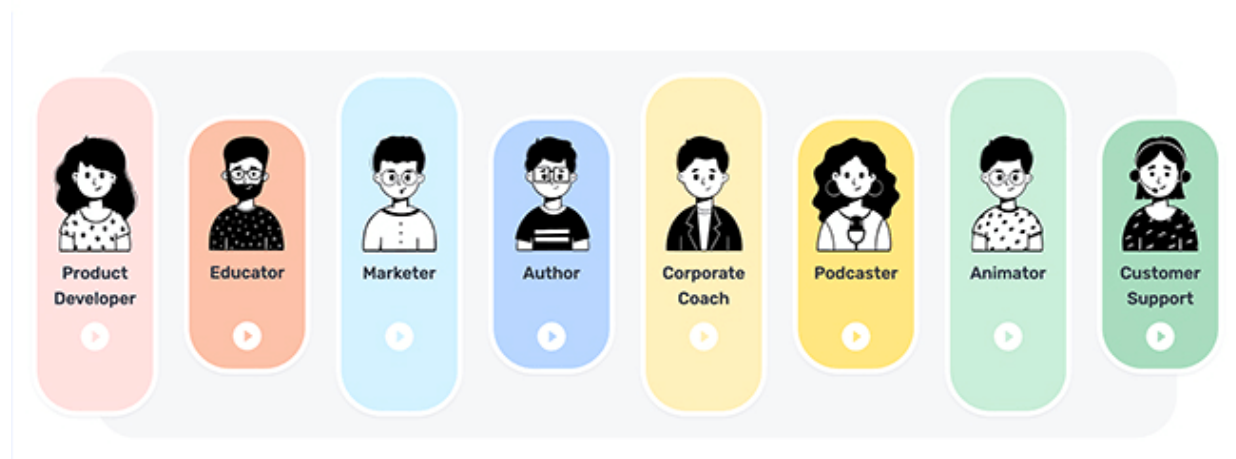 Product
Developer
Educator
Marketer
Author
Corporate
Coach
Podcaster
Animator
Customer
Support